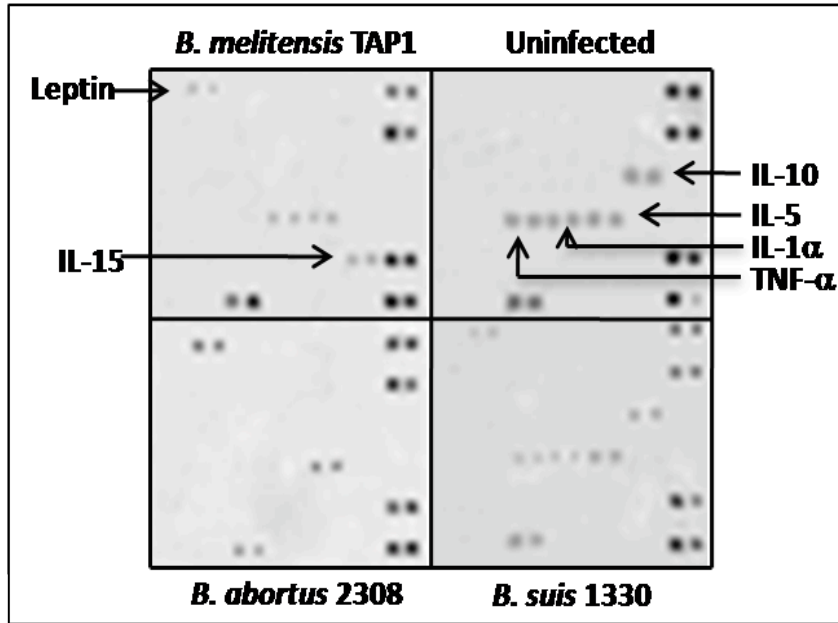 B. melitensis TAP1
Uninfected
Leptin
IL-10
IL-5
IL-15
IL-1α
TNF-α
B. abortus 2308
B. suis 1330